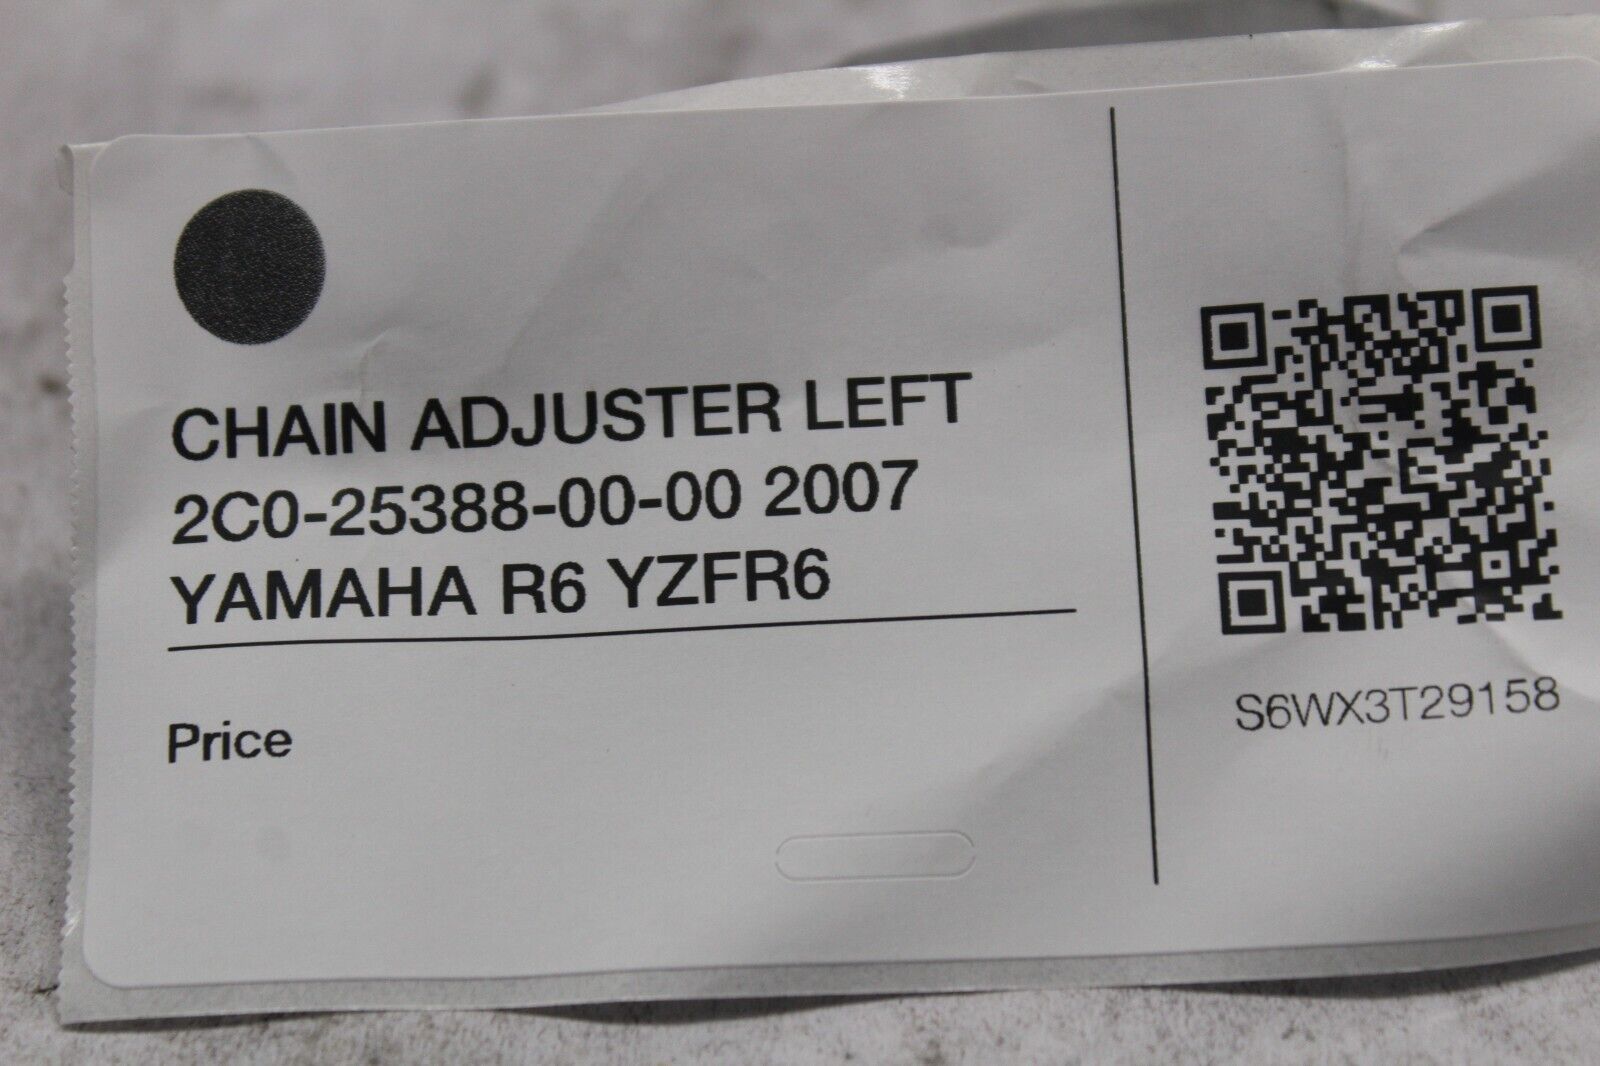 CHAIN ADJUSTER LEFT
2C0-25388-00-00 2007
YAMAHA R6 YZFR6
Price
S6WX3T29158